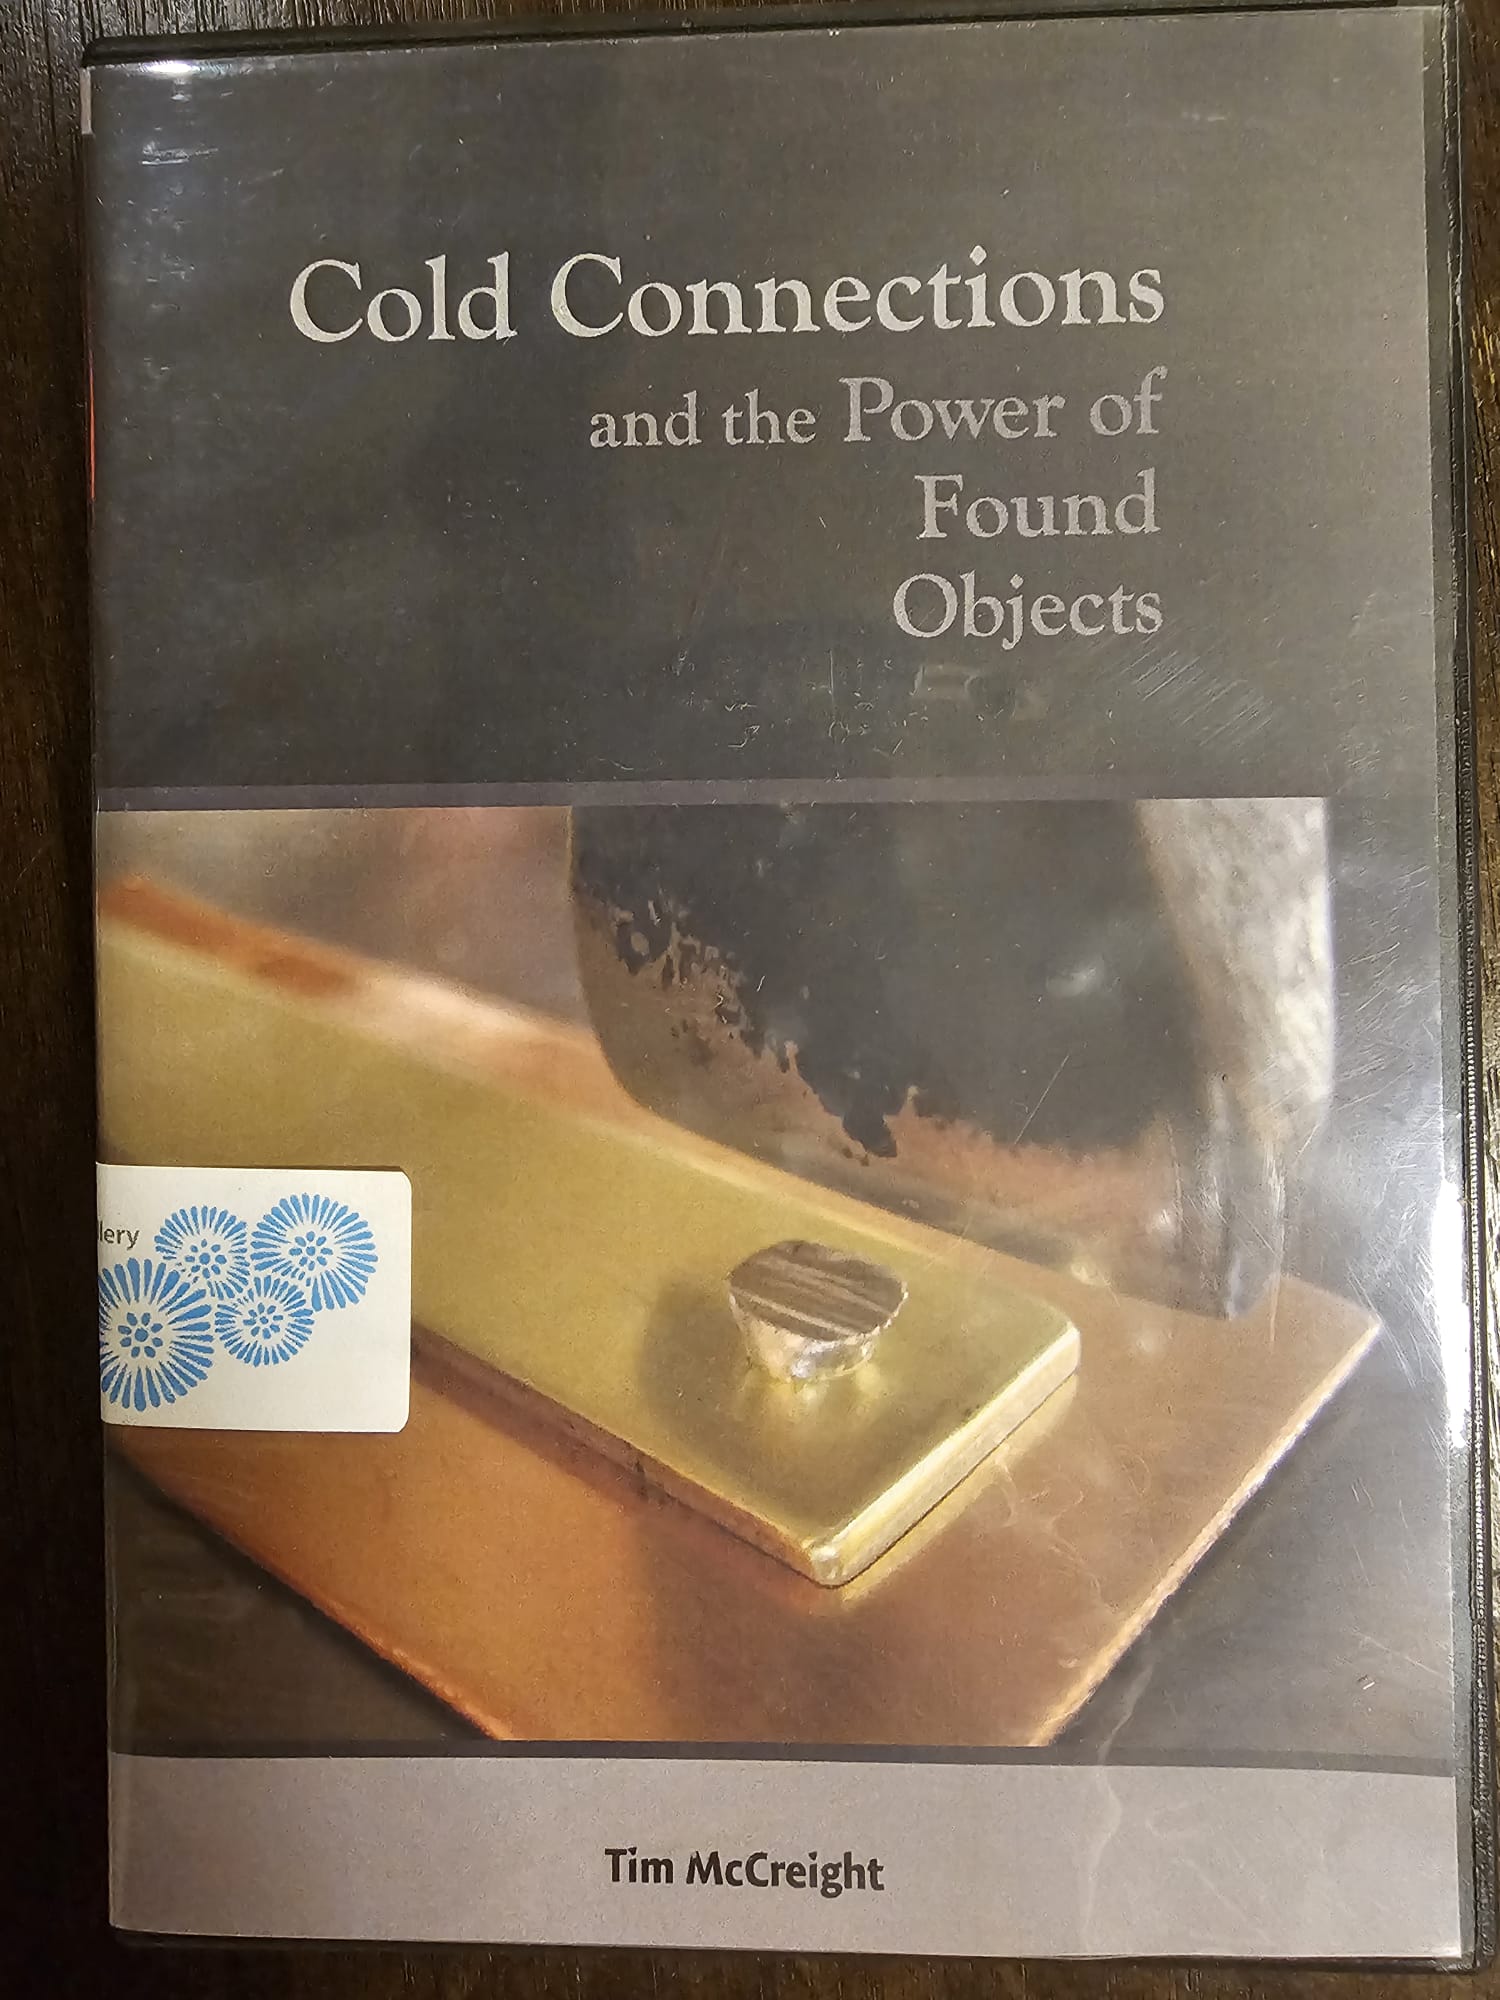 Cold Connections
and the Power of
Found
Objects
lery
Tim McCreight